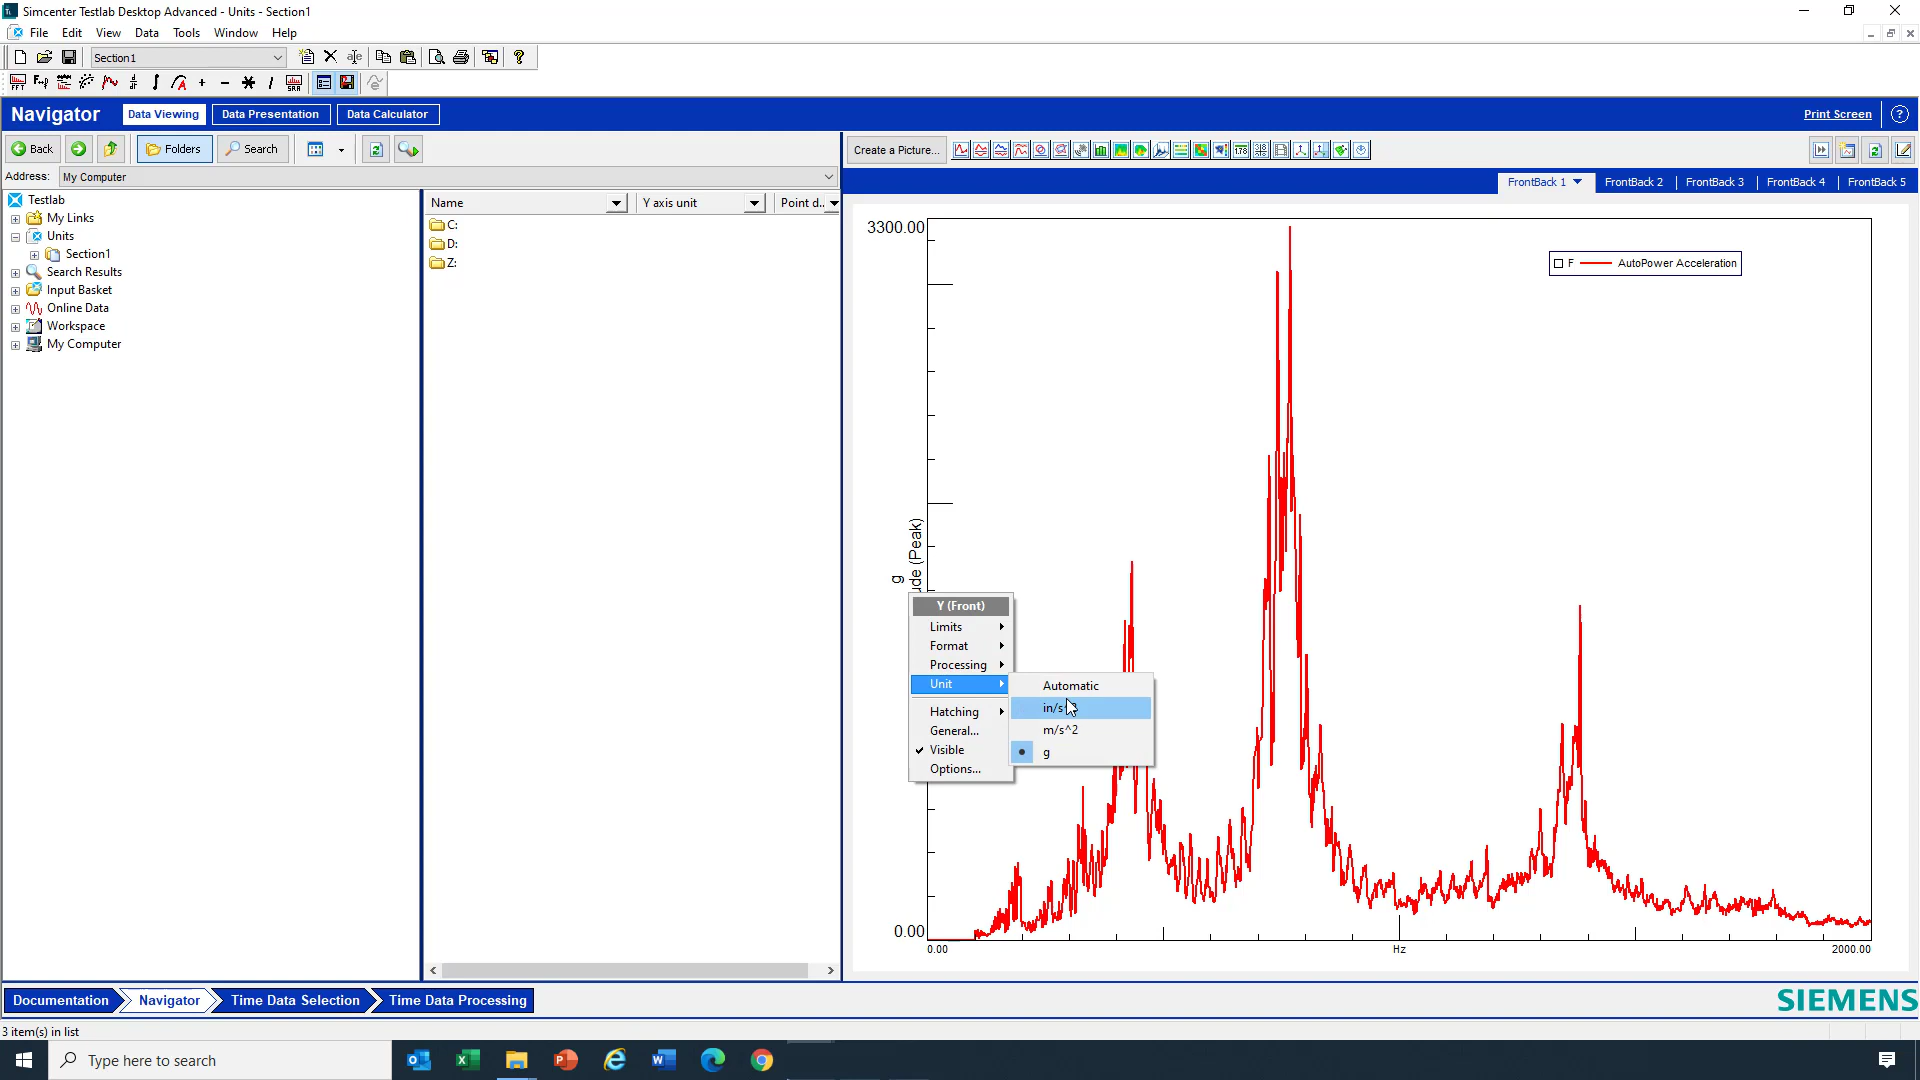 Simcenter Testlab Desktop Advanced - Units - Section1
File Edit View Data Tools Window Help
Section1
Navigator Data Viewing Data Presentation Data Calculator Print Screen
Back Folders Search Create a Picture...
Address: My Computer
FrontBack 1 FrontBack 2 FrontBack 3 FrontBack 4 FrontBack 5
Testlab
My Links
Units
Section1
Search Results
Input Basket
Online Data
Workspace
My Computer
Name Y axis unit Point d..
C:
D:
Z:
3300.00
F AutoPower Acceleration
g
(Peak)
Y (Front)
Limits
Format
Processing
Unit
Hatching
General...
Visible
Options...
Automatic
in/s
m/s^2
g
0.00
0.00 Hz 2000.00
Documentation Navigator Time Data Selection Time Data Processing
SIEMENS
3 item(s) in list
Type here to search